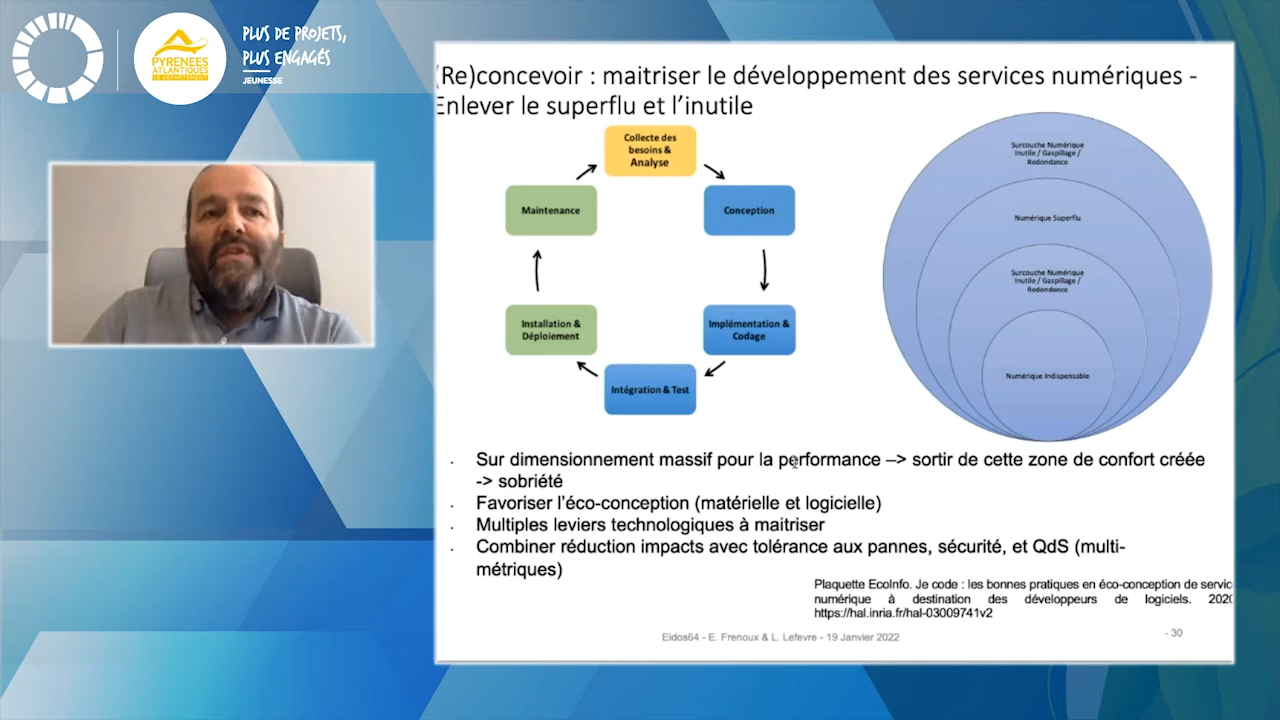 PLUS DE PROJETS,
PLUS ENGAGÉS
JEUNESSE
PYRENEES
ATLANTIQUES
LE DEPARTEMENT
(Re)concevoir : maitriser le développement des services numériques -
Enlever le superflu et l’inutile
Collecte des
besoins &
Analyse
Maintenance
Conception
Installation &
Déploiement
Implémentation &
Codage
Intégration & Test
Surcouche Numérique
Inutile / Gaspillage /
Redondance
Numérique Superflu
Surcouche Numérique
Inutile / Gaspillage /
Redondance
Numérique Indispensable
Sur dimensionnement massif pour la performance –> sortir de cette zone de confort créée
-> sobriété
Favoriser l’éco-conception (matérielle et logicielle)
Multiples leviers technologiques à maitriser
Combiner réduction impacts avec tolérance aux pannes, sécurité, et QdS (multi-
métriques)
Plaquette EcoInfo. Je code : les bonnes pratiques en éco-conception de servic
numérique à destination des développeurs de logiciels. 202
https://hal.inria.fr/hal-03009741v2
Eidos64 - E. Frenoux & L. Lefevre - 19 Janvier 2022
- 30